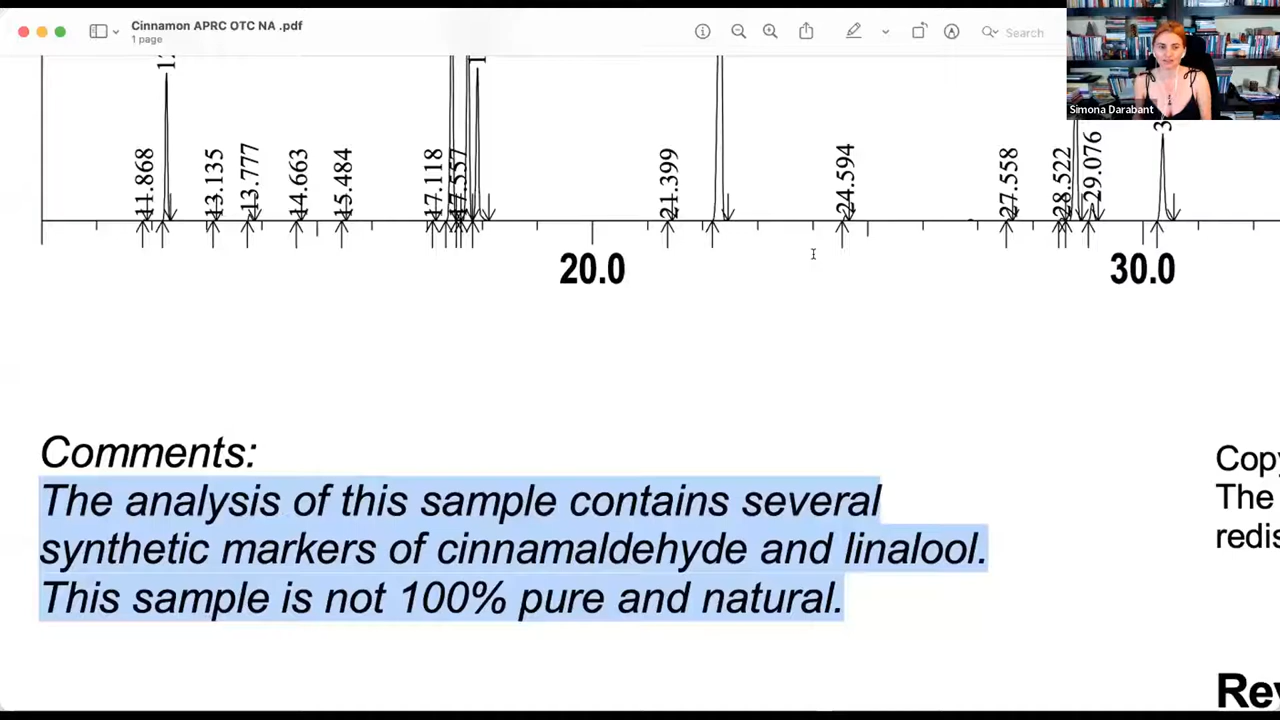 Cinnamon APRC OTC NA .pdf
1 page
Search
Simona Darabant
11.868
13.135
13.777
14.663
15.484
17.118
17.557
21.399
24.594
27.558
28.522
29.076
20.0
30.0
Comments:
The analysis of this sample contains several
synthetic markers of cinnamaldehyde and linalool.
This sample is not 100% pure and natural.
The